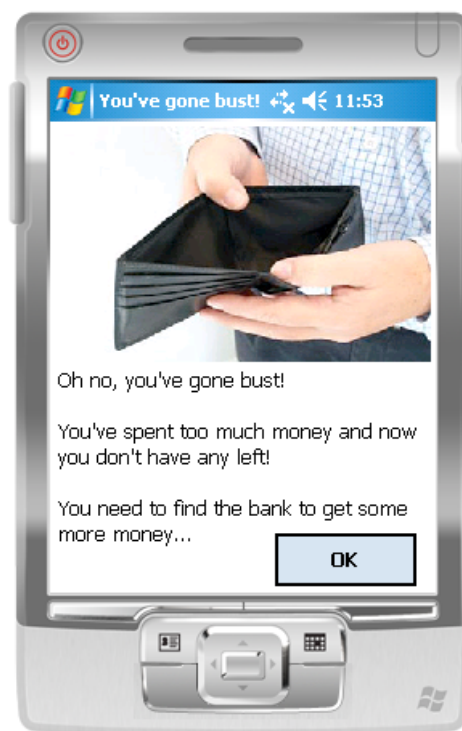 You've gone bust! 11:53
Oh no, you've gone bust!
You've spent too much money and now
you don't have any left!
You need to find the bank to get some
more money...
OK